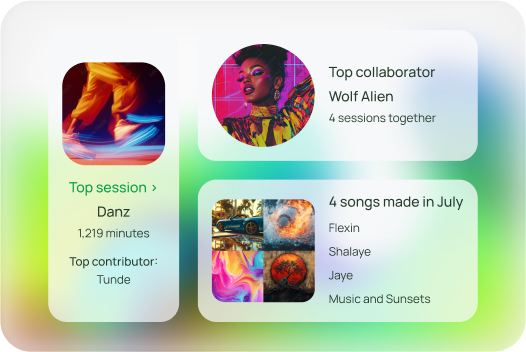 Top session >
Danz
1,219 minutes
Top contributor:
Tunde
Top collaborator
Wolf Alien
4 sessions together
4 songs made in July
Flexin
Shalaye
Jaye
Music and Sunsets